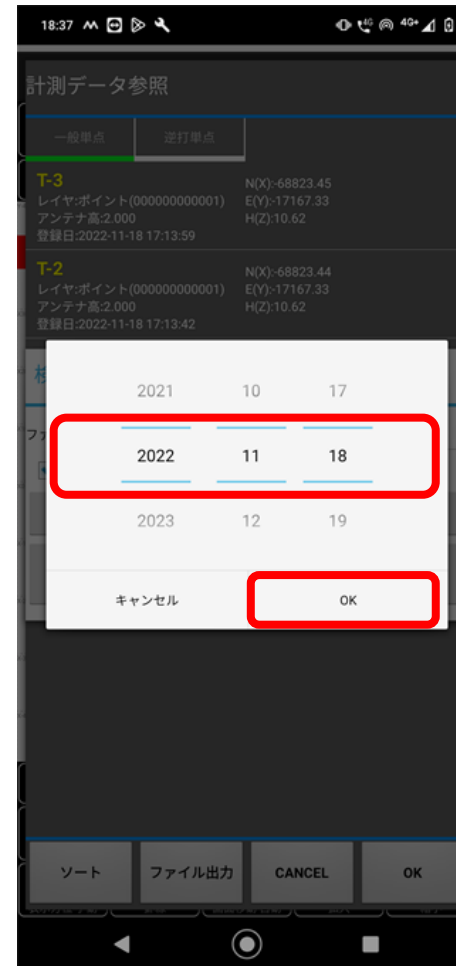 18:37
4G
4G+
計測データ参照
一般単点 逆打単点
T-3
レイヤ:ポイント(000000000001)
アンテナ高:2.000
登録日:2022-11-18 17:13:59
N(X):-68823.45
E(Y):-17167.33
H(Z):10.62
T-2
レイヤ:ポイント(000000000001)
アンテナ高:2.000
登録日:2022-11-18 17:13:42
N(X):-68823.44
E(Y):-17167.33
H(Z):10.62
2021 10 17
2022 11 18
2023 12 19
キャンセル OK
ソート ファイル出力 CANCEL OK